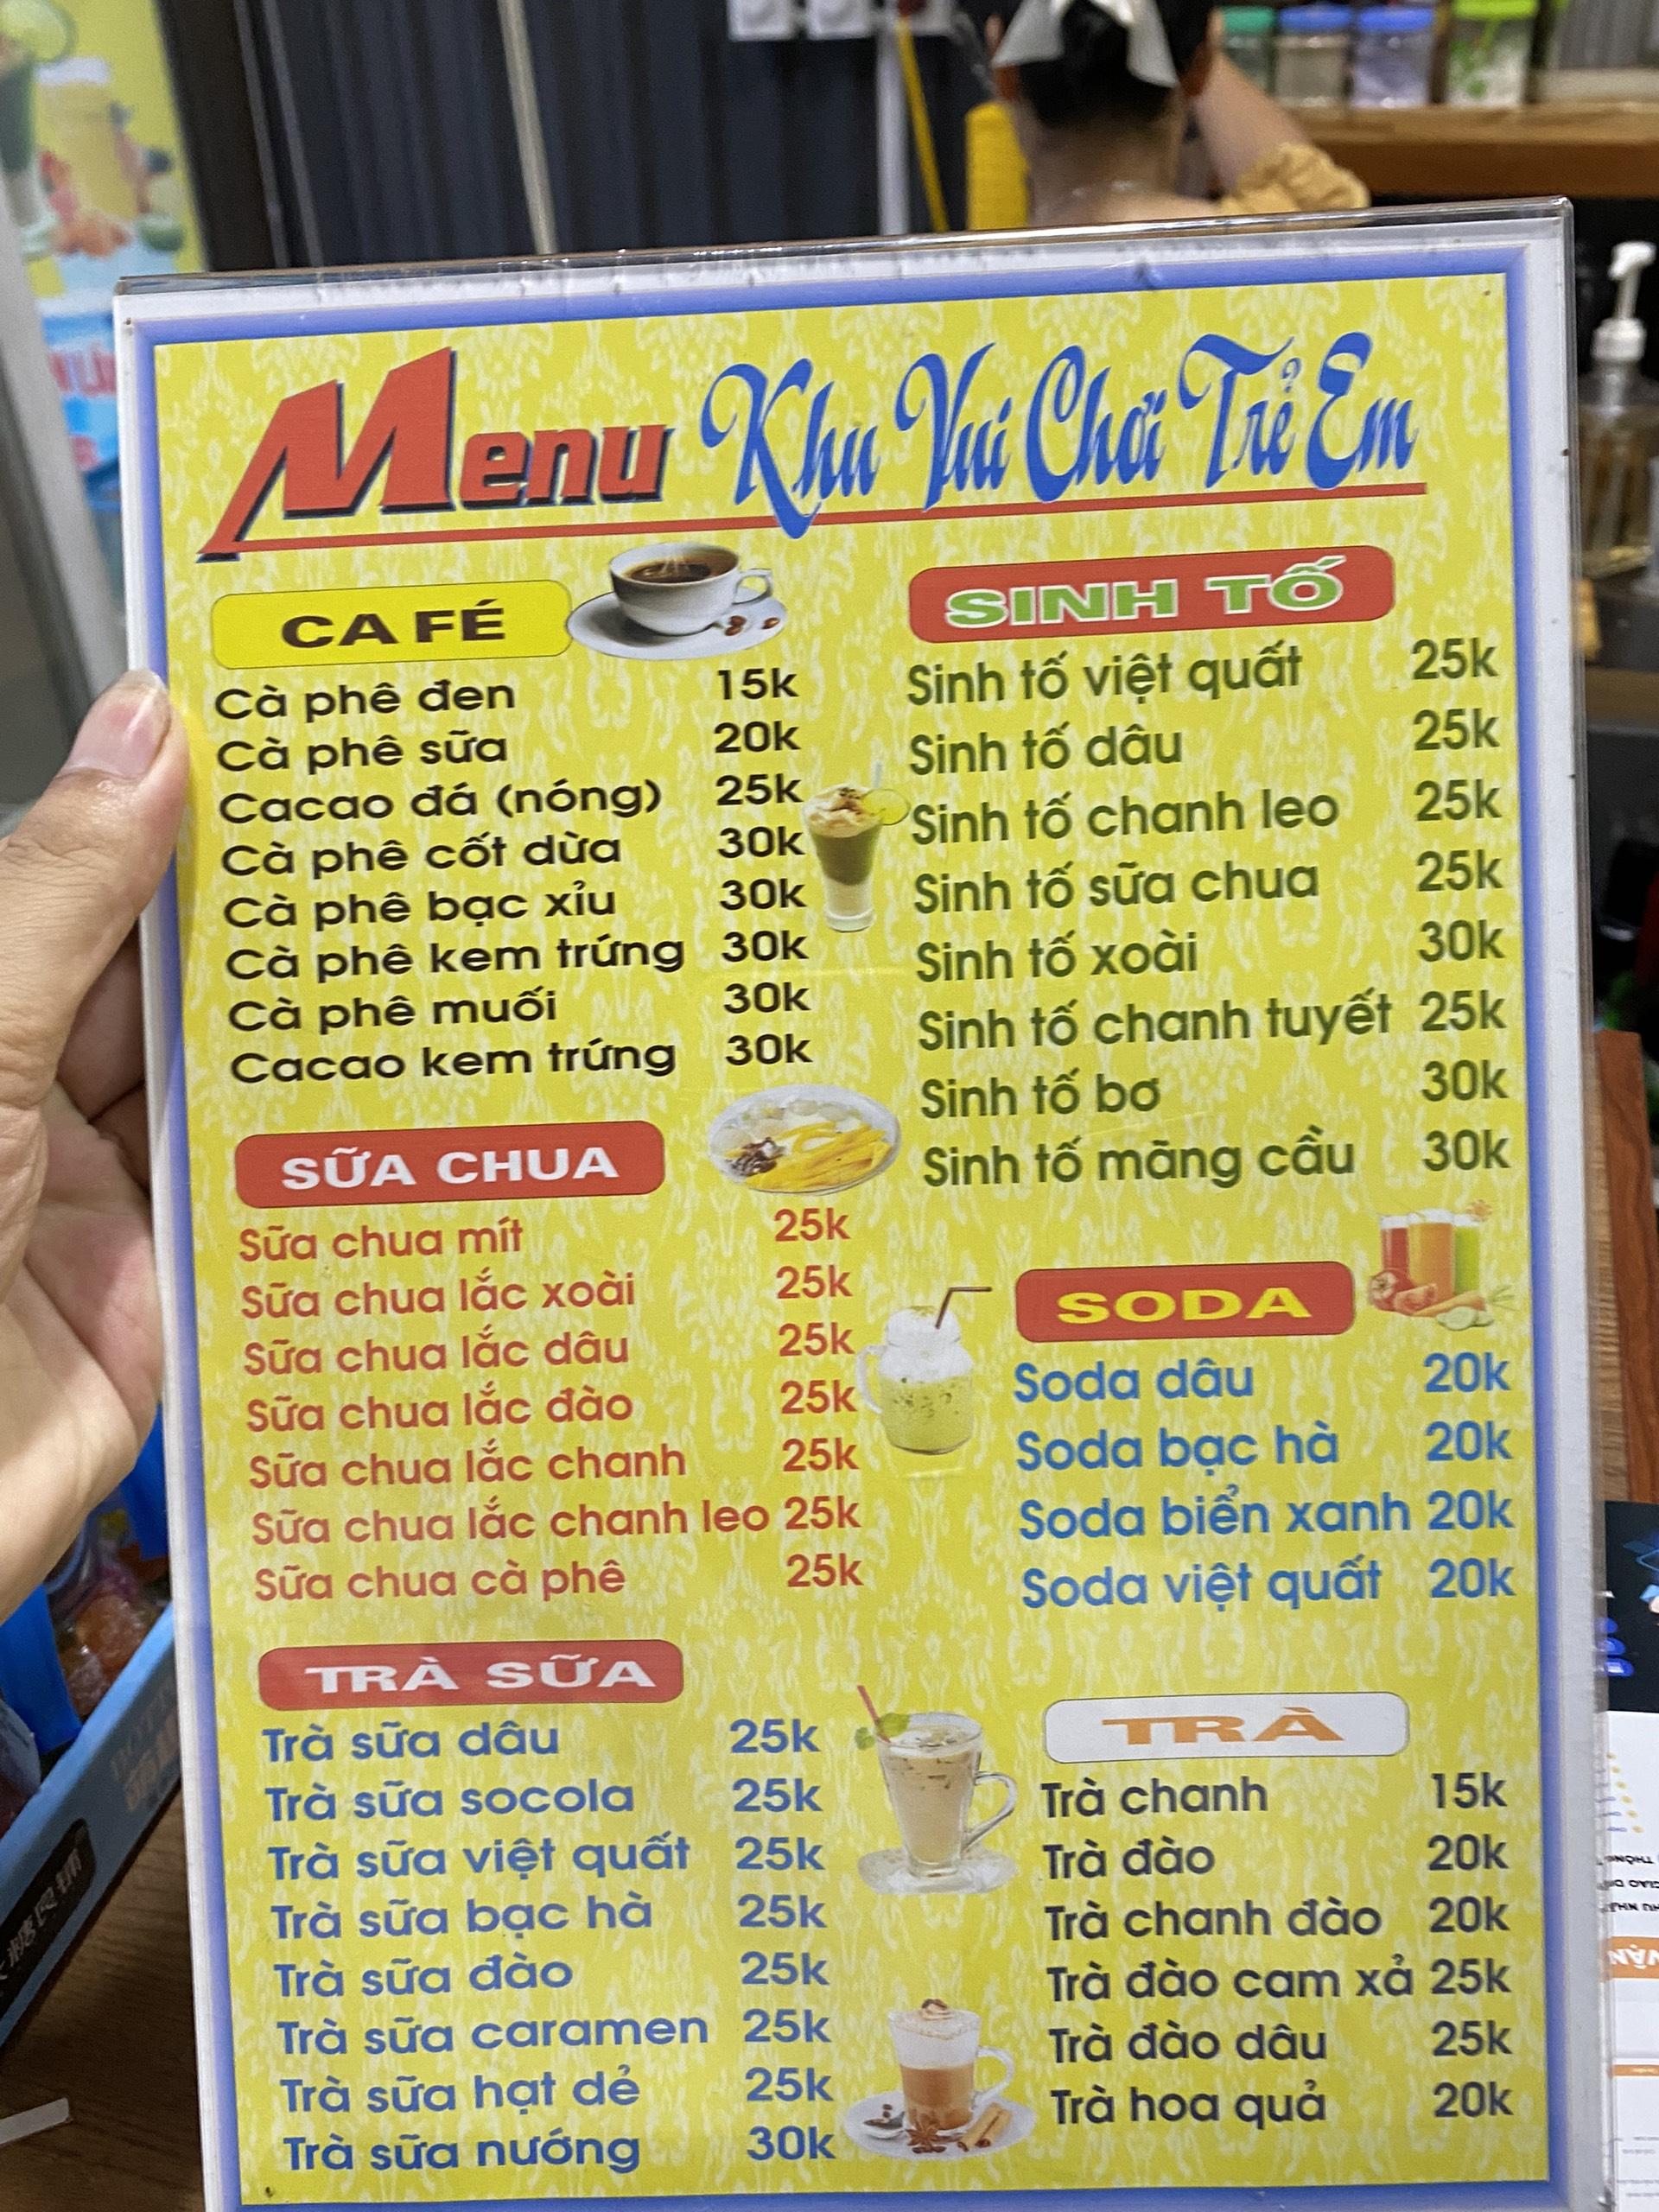 Menu Khu Vui Chơi Trẻ Em
CA FÉ
Cà phê đen 15k
Cà phê sữa 20k
Cacao đá (nóng) 25k
Cà phê cốt dừa 30k
Cà phê bạc xỉu 30k
Cà phê kem trứng 30k
Cà phê muối 30k
Cacao kem trứng 30k
SỮA CHUA
Sữa chua mít 25k
Sữa chua lắc xoài 25k
Sữa chua lắc dâu 25k
Sữa chua lắc đào 25k
Sữa chua lắc chanh 25k
Sữa chua lắc chanh leo 25k
Sữa chua cà phê 25k
TRÀ SỮA
Trà sữa dâu 25k
Trà sữa socola 25k
Trà sữa việt quất 25k
Trà sữa bạc hà 25k
Trà sữa đào 25k
Trà sữa caramen 25k
Trà sữa hạt dẻ 25k
Trà sữa nướng 30k
SINH TỐ
Sinh tố việt quất 25k
Sinh tố dâu 25k
Sinh tố chanh leo 25k
Sinh tố sữa chua 25k
Sinh tố xoài 30k
Sinh tố chanh tuyết 25k
Sinh tố bơ 30k
Sinh tố mãng cầu 30k
SODA
Soda dâu 20k
Soda bạc hà 20k
Soda biển xanh 20k
Soda việt quất 20k
TRÀ
Trà chanh 15k
Trà đào 20k
Trà chanh đào 20k
Trà đào cam xả 25k
Trà đào dâu 25k
Trà hoa quả 20k